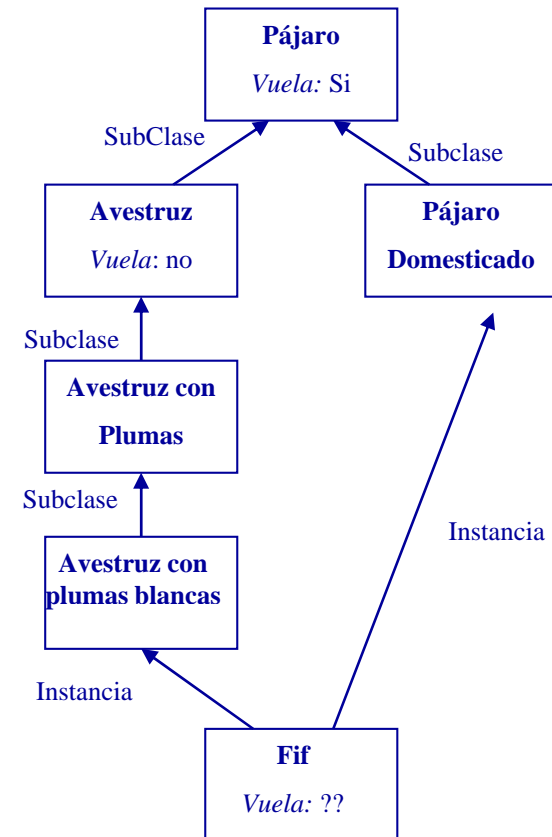 Pájaro
Vuela: Si
SubClase
Subclase
Avestruz
Vuela: no
Pájaro
Domesticado
Subclase
Avestruz con
Plumas
Subclase
Avestruz con
plumas blancas
Instancia
Instancia
Fif
Vuela: ??